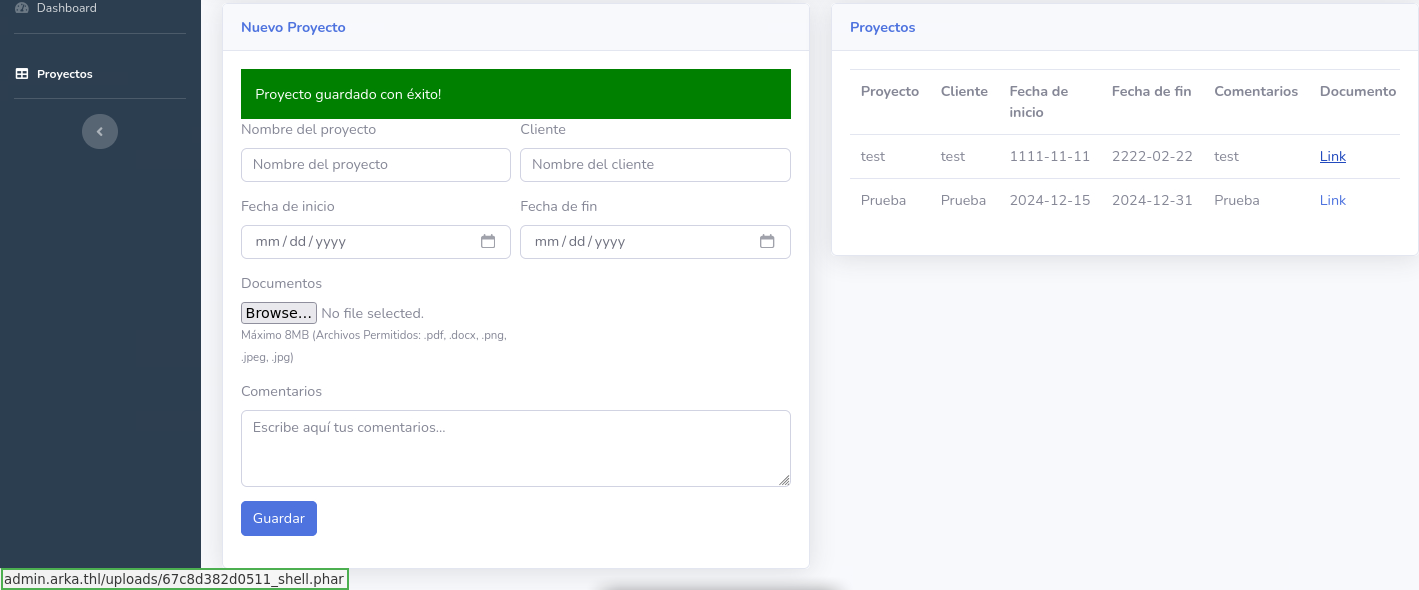 Dashboard
Proyectos
Nuevo Proyecto
Proyecto guardado con éxito!
Nombre del proyecto
Cliente
Nombre del proyecto
Nombre del cliente
Fecha de inicio
Fecha de fin
mm/dd/yyyy
mm/dd/yyyy
Documentos
Browse... No file selected.
Máximo 8MB (Archivos Permitidos: .pdf, .docx, .png,
.jpeg, .jpg)
Comentarios
Escribe aquí tus comentarios...
Guardar
Proyectos
Proyecto Cliente Fecha de inicio Fecha de fin Comentarios Documento
test test 1111-11-11 2222-02-22 test Link
Prueba Prueba 2024-12-15 2024-12-31 Prueba Link
admin.arka.thl/uploads/67c8d382d0511_shell.phar